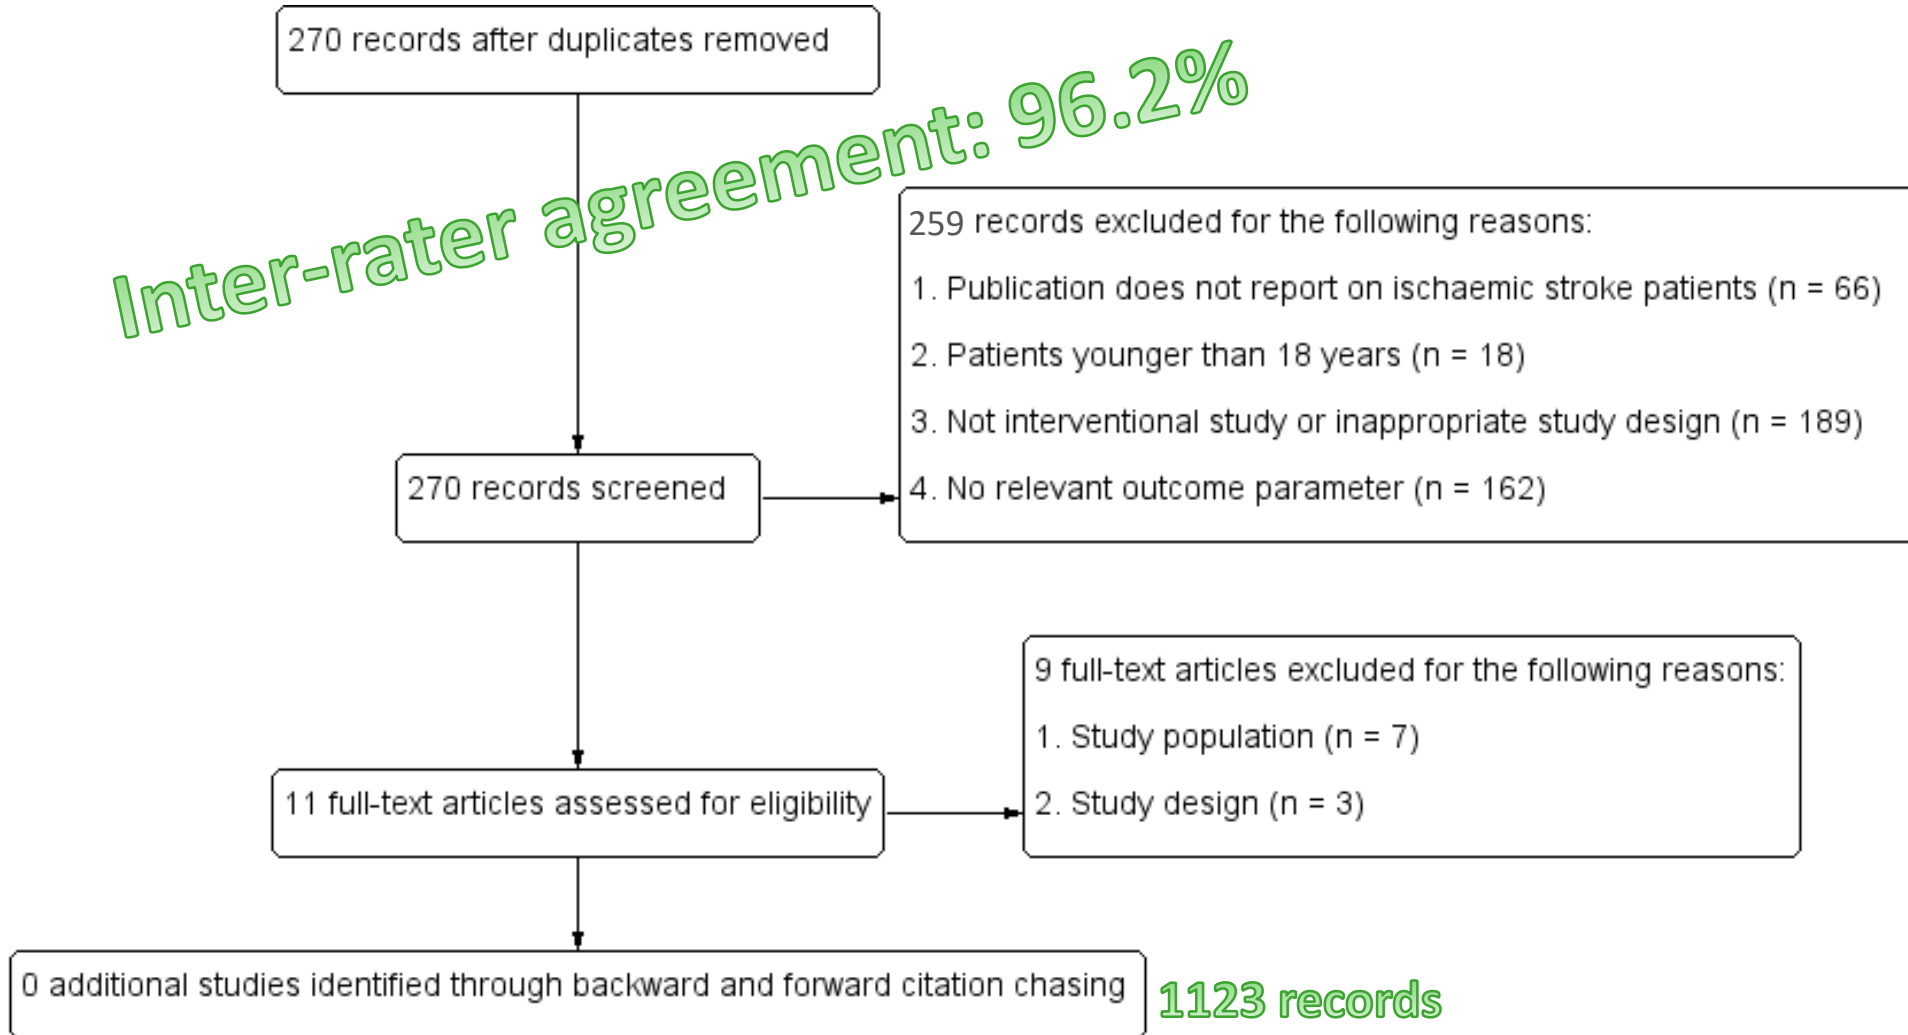 270 records after duplicates removed
Inter-rater agreement: 96.2%
259 records excluded for the following reasons:
1. Publication does not report on ischaemic stroke patients (n = 66)
2. Patients younger than 18 years (n = 18)
3. Not interventional study or inappropriate study design (n = 189)
4. No relevant outcome parameter (n = 162)
270 records screened
9 full-text articles excluded for the following reasons:
1. Study population (n = 7)
2. Study design (n = 3)
11 full-text articles assessed for eligibility
0 additional studies identified through backward and forward citation chasing
1123 records